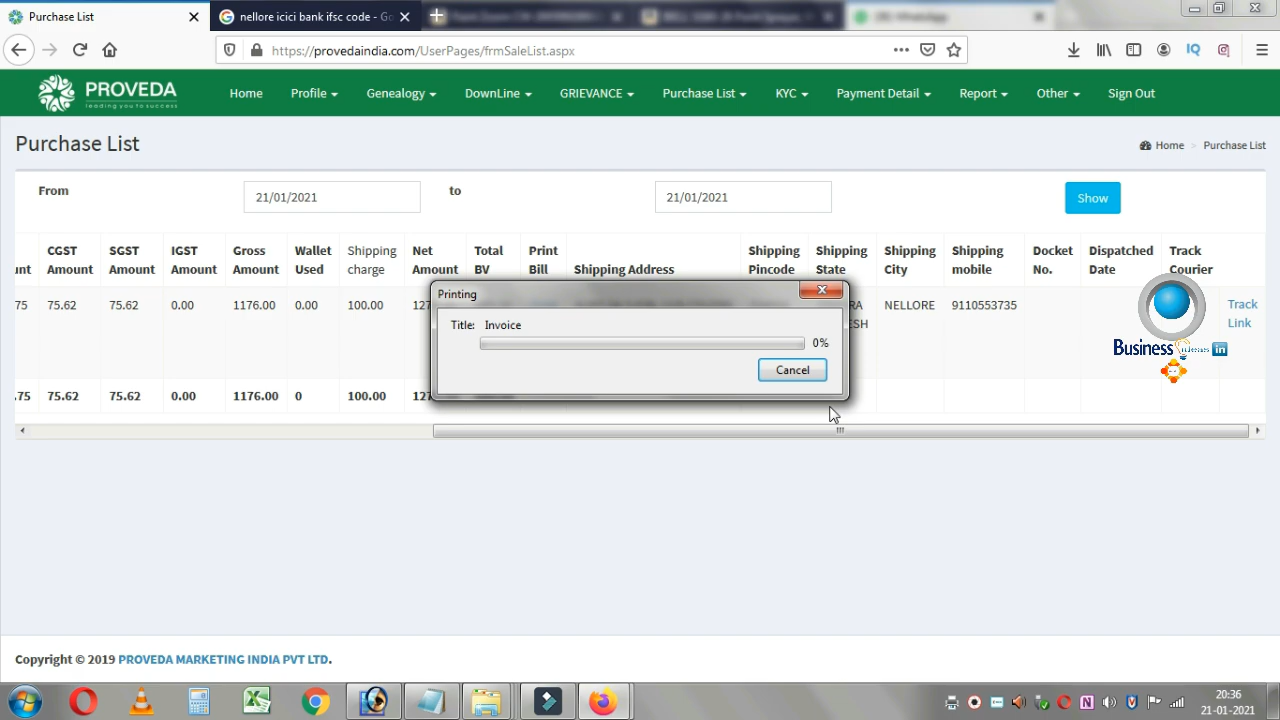 Purchase List
nellore icici bank ifsc code - Go
https://provedaindia.com/UserPages/frmSaleList.aspx
PROVEDA
leading you to success
Home
Profile
Genealogy
DownLine
GRIEVANCE
Purchase List
KYC
Payment Detail
Report
Other
Sign Out
Purchase List
Home
Purchase List
From
21/01/2021
to
21/01/2021
Show
CGST Amount
SGST Amount
IGST Amount
Gross Amount
Wallet Used
Shipping charge
Net Amount
Total BV
Print Bill
Shipping Address
Shipping Pincode
Shipping State
Shipping City
Shipping mobile
Docket No.
Dispatched Date
Track Courier
75 75.62 75.62 0.00 1176.00 0.00 100.00 NELLORE 9110553735
Track Link
.75 75.62 75.62 0.00 1176.00 0 100.00
Printing
Title: Invoice
0%
Cancel
Business ideas in
Copyright © 2019 PROVEDA MARKETING INDIA PVT LTD.
20:36
21-01-2021